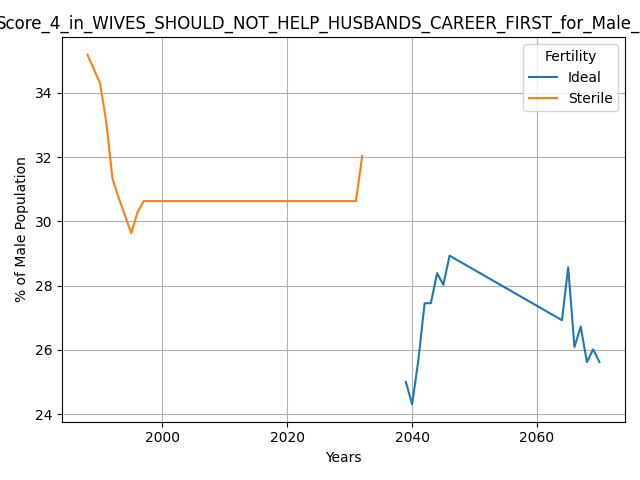 Score_4_in_WIVES_SHOULD_NOT_HELP_HUSBANDS_CAREER_FIRST_for_Male_
Fertility
Ideal
Sterile
% of Male Population
34
32
30
28
26
24
2000
2020
2040
2060
Years